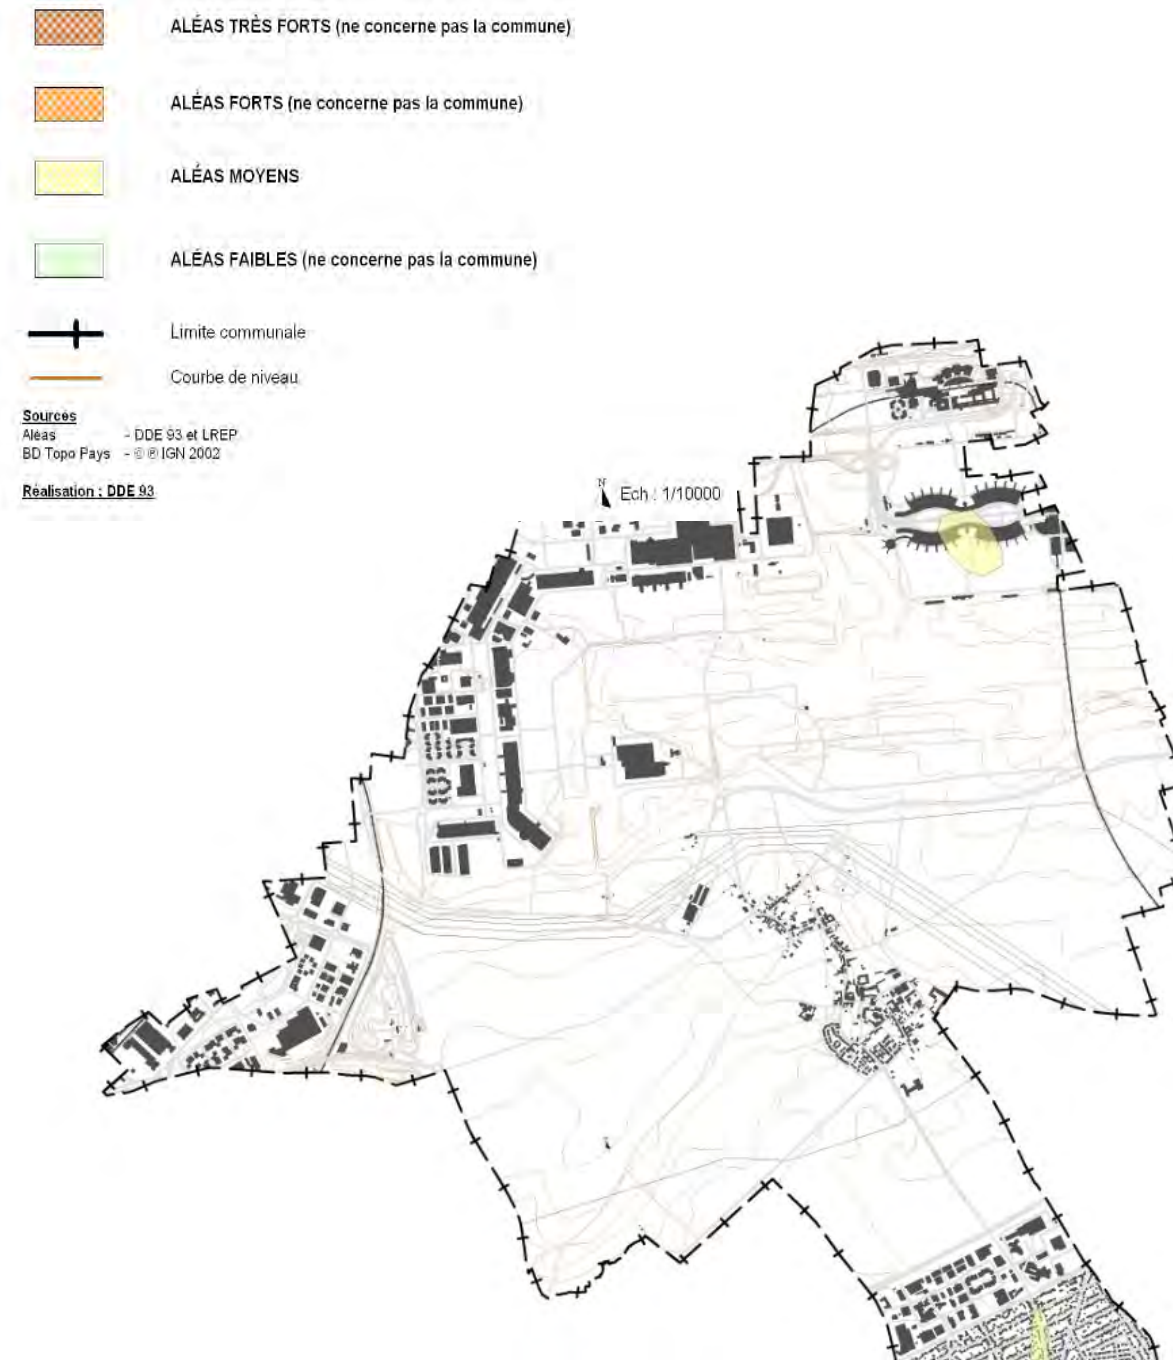 ALÉAS TRÈS FORTS (ne concerne pas la commune)
ALÉAS FORTS (ne concerne pas la commune)
ALÉAS MOYENS
ALÉAS FAIBLES (ne concerne pas la commune)
Limite communale
Courbe de niveau
Sources
Aléas - DDE 93 et LREP
BD Topo Pays - © ® IGN 2002
Réalisation : DDE 93
N
Ech : 1/10000